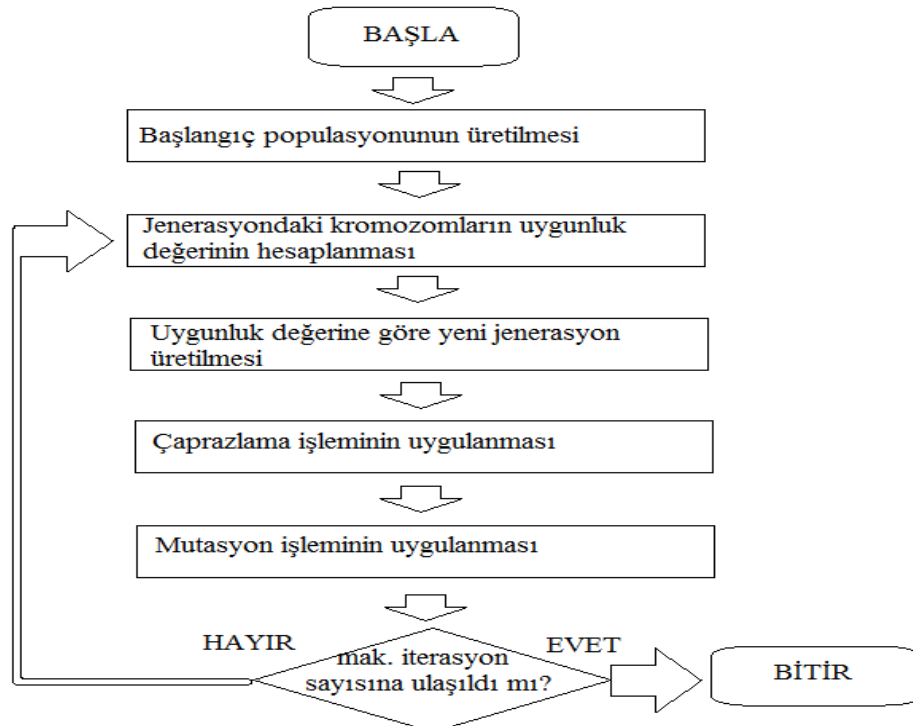 BAŞLA
Başlangıç populasyonunun üretilmesi
Jenerasyondaki kromozomların uygunluk
değerinin hesaplanması
Uygunluk değerine göre yeni jenerasyon
üretilmesi
Çaprazlama işleminin uygulanması
Mutasyon işleminin uygulanması
HAYIR
mak. iterasyon
sayısına ulaşıldı mı?
EVET
BİTİR